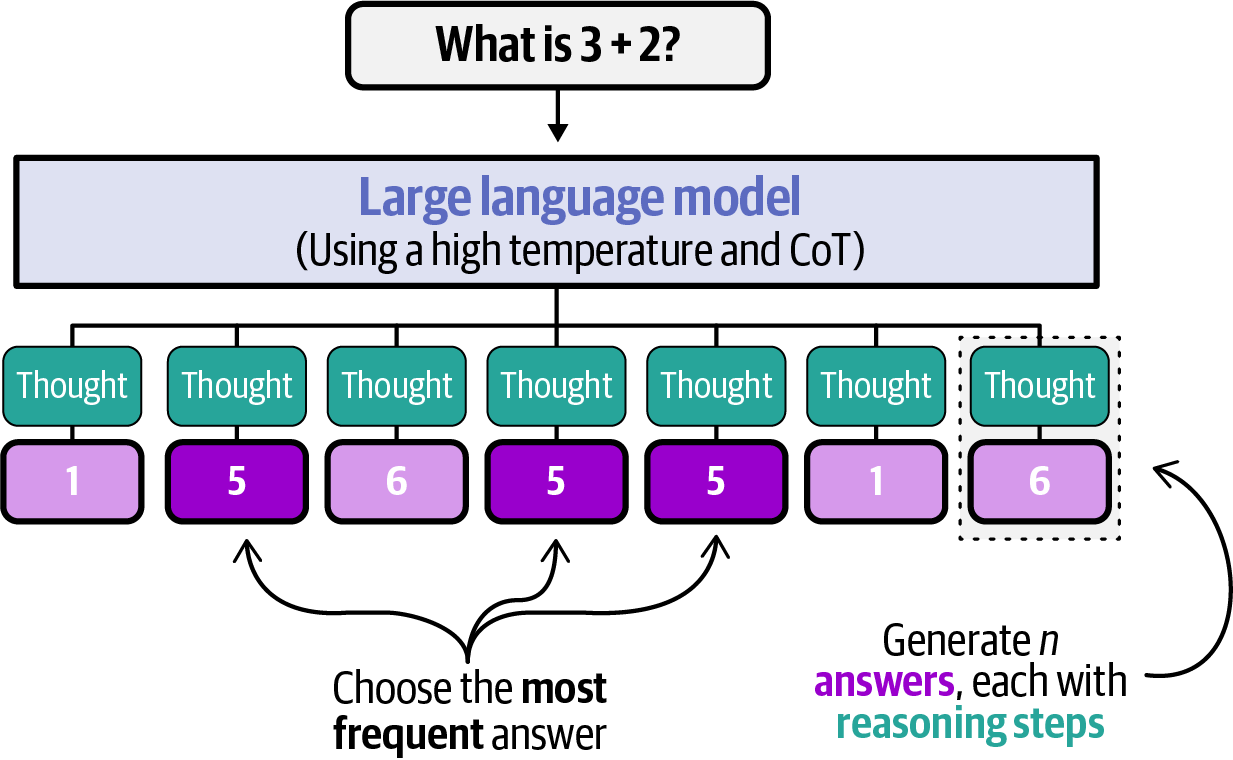 What is 3 + 2?
Large language model
(Using a high temperature and CoT)
Thought Thought Thought Thought Thought Thought Thought
1 5 6 5 5 1 6
Choose the most
frequent answer
Generate n
answers, each with
reasoning steps